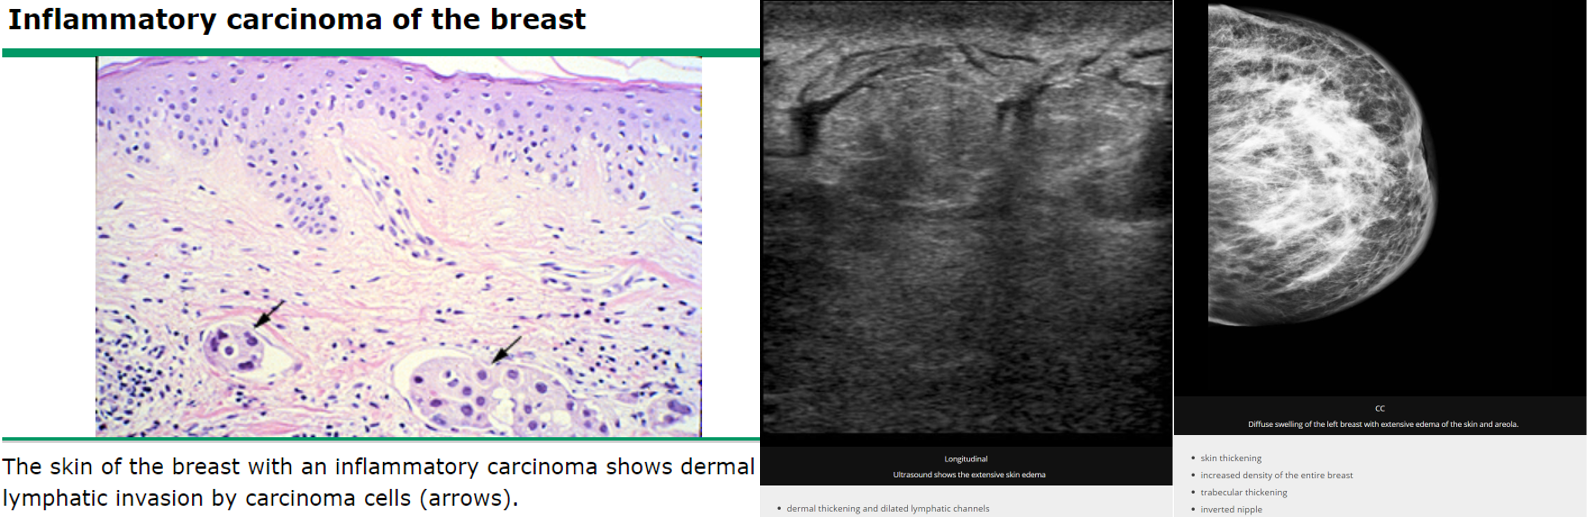 Inflammatory carcinoma of the breast
The skin of the breast with an inflammatory carcinoma shows dermal
lymphatic invasion by carcinoma cells (arrows).
Longitudinal
Ultrasound shows the extensive skin edema
• dermal thickening and dilated lymphatic channels
CC
Diffuse swelling of the left breast with extensive edema of the skin and areola.
• skin thickening
• increased density of the entire breast
• trabecular thickening
• inverted nipple